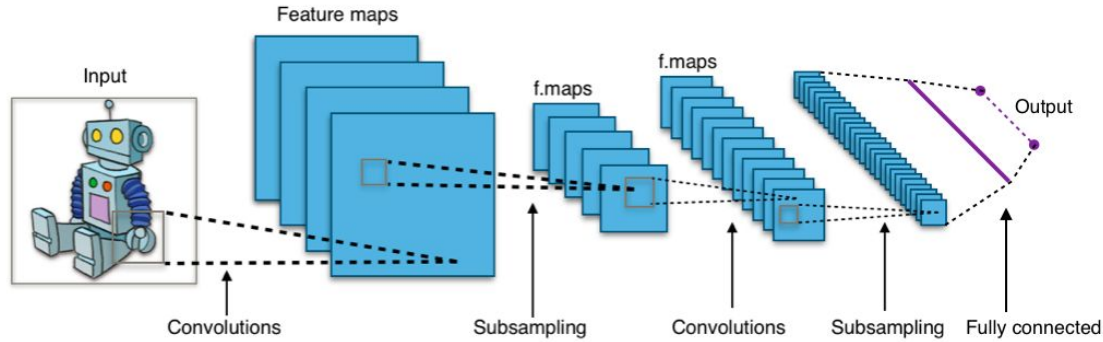 Feature maps
Input
f.maps
f.maps
Output
Convolutions
Subsampling
Convolutions
Subsampling
Fully connected